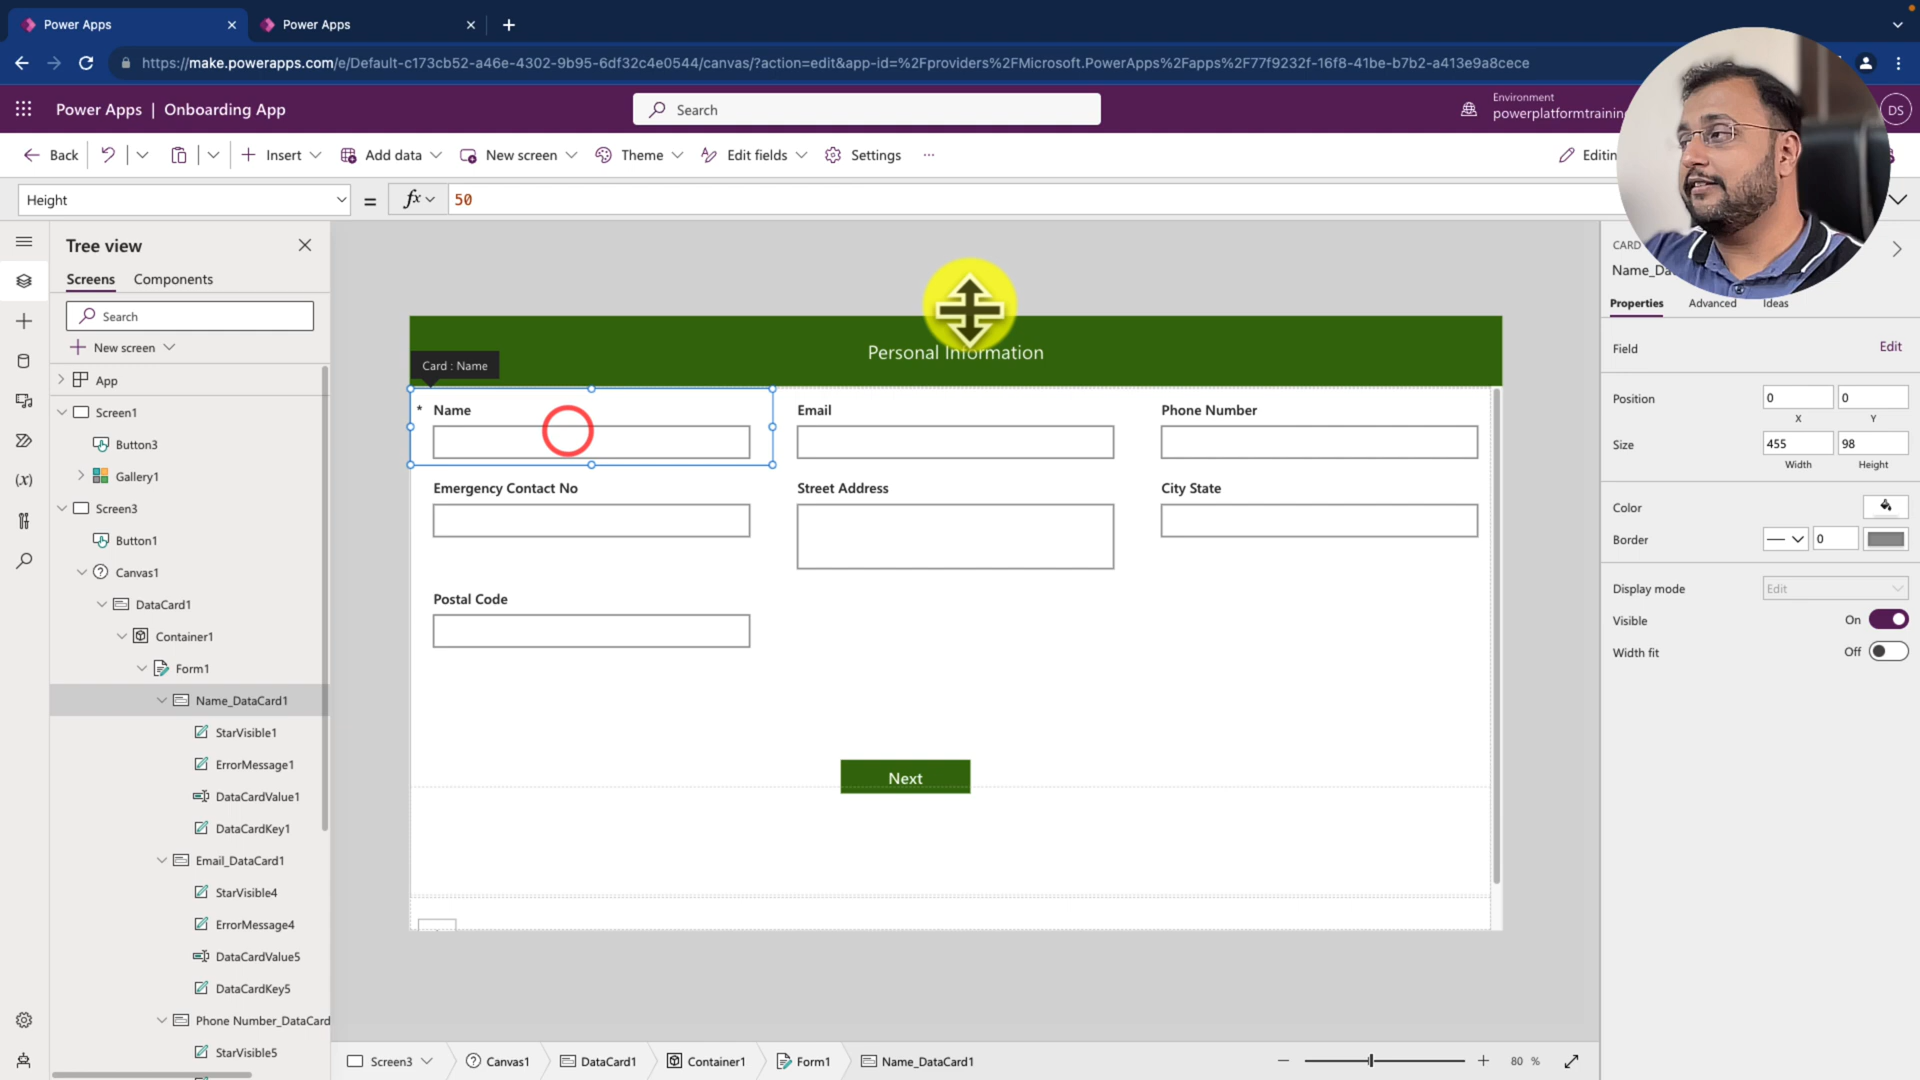 Power Apps
Power Apps
https://make.powerapps.com/e/Default-c173cb52-a46e-4302-9b95-6df32c4e0544/canvas/?action=edit&app-id=%2Fproviders%2FMicrosoft.PowerApps%2Fapps%2F77f9232f-16f8-41be-b7b2-a413e9a8cece
Power Apps | Onboarding App
Search
Environment
powerplatformtrainin
DS
Back
Insert
Add data
New screen
Theme
Edit fields
Settings
Editin
Height
=
fx
50
Tree view
Screens
Components
Search
New screen
App
Screen1
Button3
Gallery1
Screen3
Button1
Canvas1
DataCard1
Container1
Form1
Name_DataCard1
StarVisible1
ErrorMessage1
DataCardValue1
DataCardKey1
Email_DataCard1
StarVisible4
ErrorMessage4
DataCardValue5
DataCardKey5
Phone Number_DataCard
StarVisible5
Personal Information
Card : Name
* Name
Email
Phone Number
Emergency Contact No
Street Address
City State
Postal Code
Next
CARD
Name_Da
Properties
Advanced
Ideas
Field
Edit
Position
0
0
X
Y
Size
455
98
Width
Height
Color
Border
0
Display mode
Edit
Visible
On
Width fit
Off
Screen3
Canvas1
DataCard1
Container1
Form1
Name_DataCard1
80 %